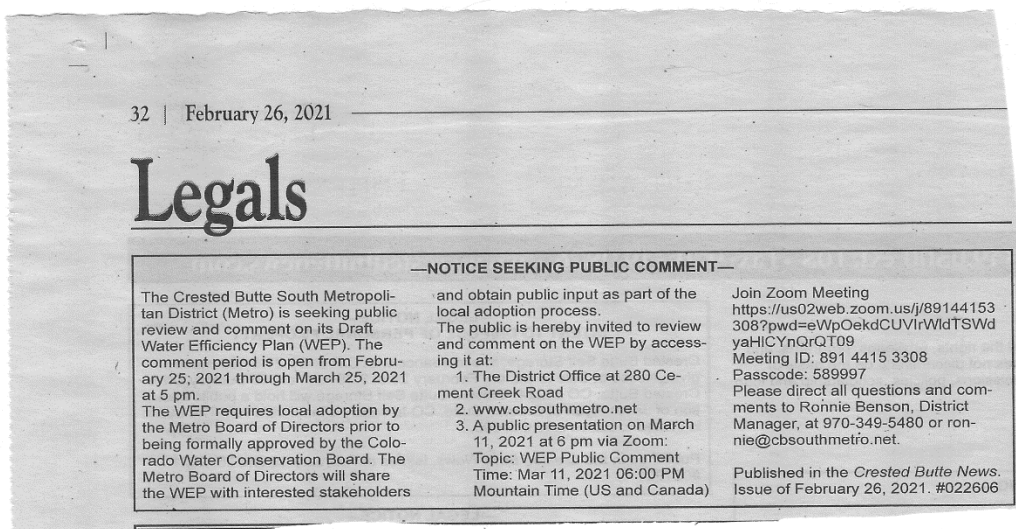 32 | February 26, 2021
Legals
—NOTICE SEEKING PUBLIC COMMENT—
The Crested Butte South Metropoli-
tan District (Metro) is seeking public
review and comment on its Draft
Water Efficiency Plan (WEP). The
comment period is open from Febru-
ary 25, 2021 through March 25, 2021
at 5 pm.
The WEP requires local adoption by
the Metro Board of Directors prior to
being formally approved by the Colo-
rado Water Conservation Board. The
Metro Board of Directors will share
the WEP with interested stakeholders
and obtain public input as part of the
local adoption process.
The public is hereby invited to review
and comment on the WEP by access-
ing it at:
1. The District Office at 280 Ce-
ment Creek Road
2. www.cbsouthmetro.net
3. A public presentation on March
11, 2021 at 6 pm via Zoom:
Topic: WEP Public Comment
Time: Mar 11, 2021 06:00 PM
Mountain Time (US and Canada)
Join Zoom Meeting
https://us02web.zoom.us/j/89144153
308?pwd=eWpOekdCUVIrWldTSWd
yaHlCYnQrQT09
Meeting ID: 891 4415 3308
Passcode: 589997
Please direct all questions and com-
ments to Ronnie Benson, District
Manager, at 970-349-5480 or ron-
nie@cbsouthmetro.net.
Published in the Crested Butte News.
Issue of February 26, 2021. #022606